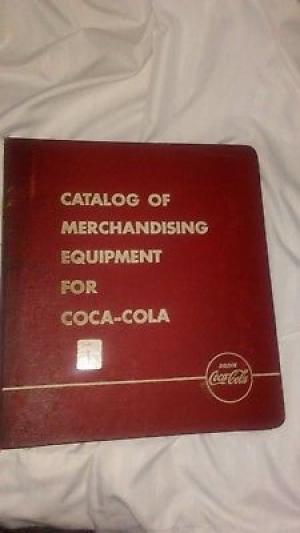 CATALOG OF
MERCHANDISING
EQUIPMENT
FOR
COCA-COLA
DRINK
Coca-Cola